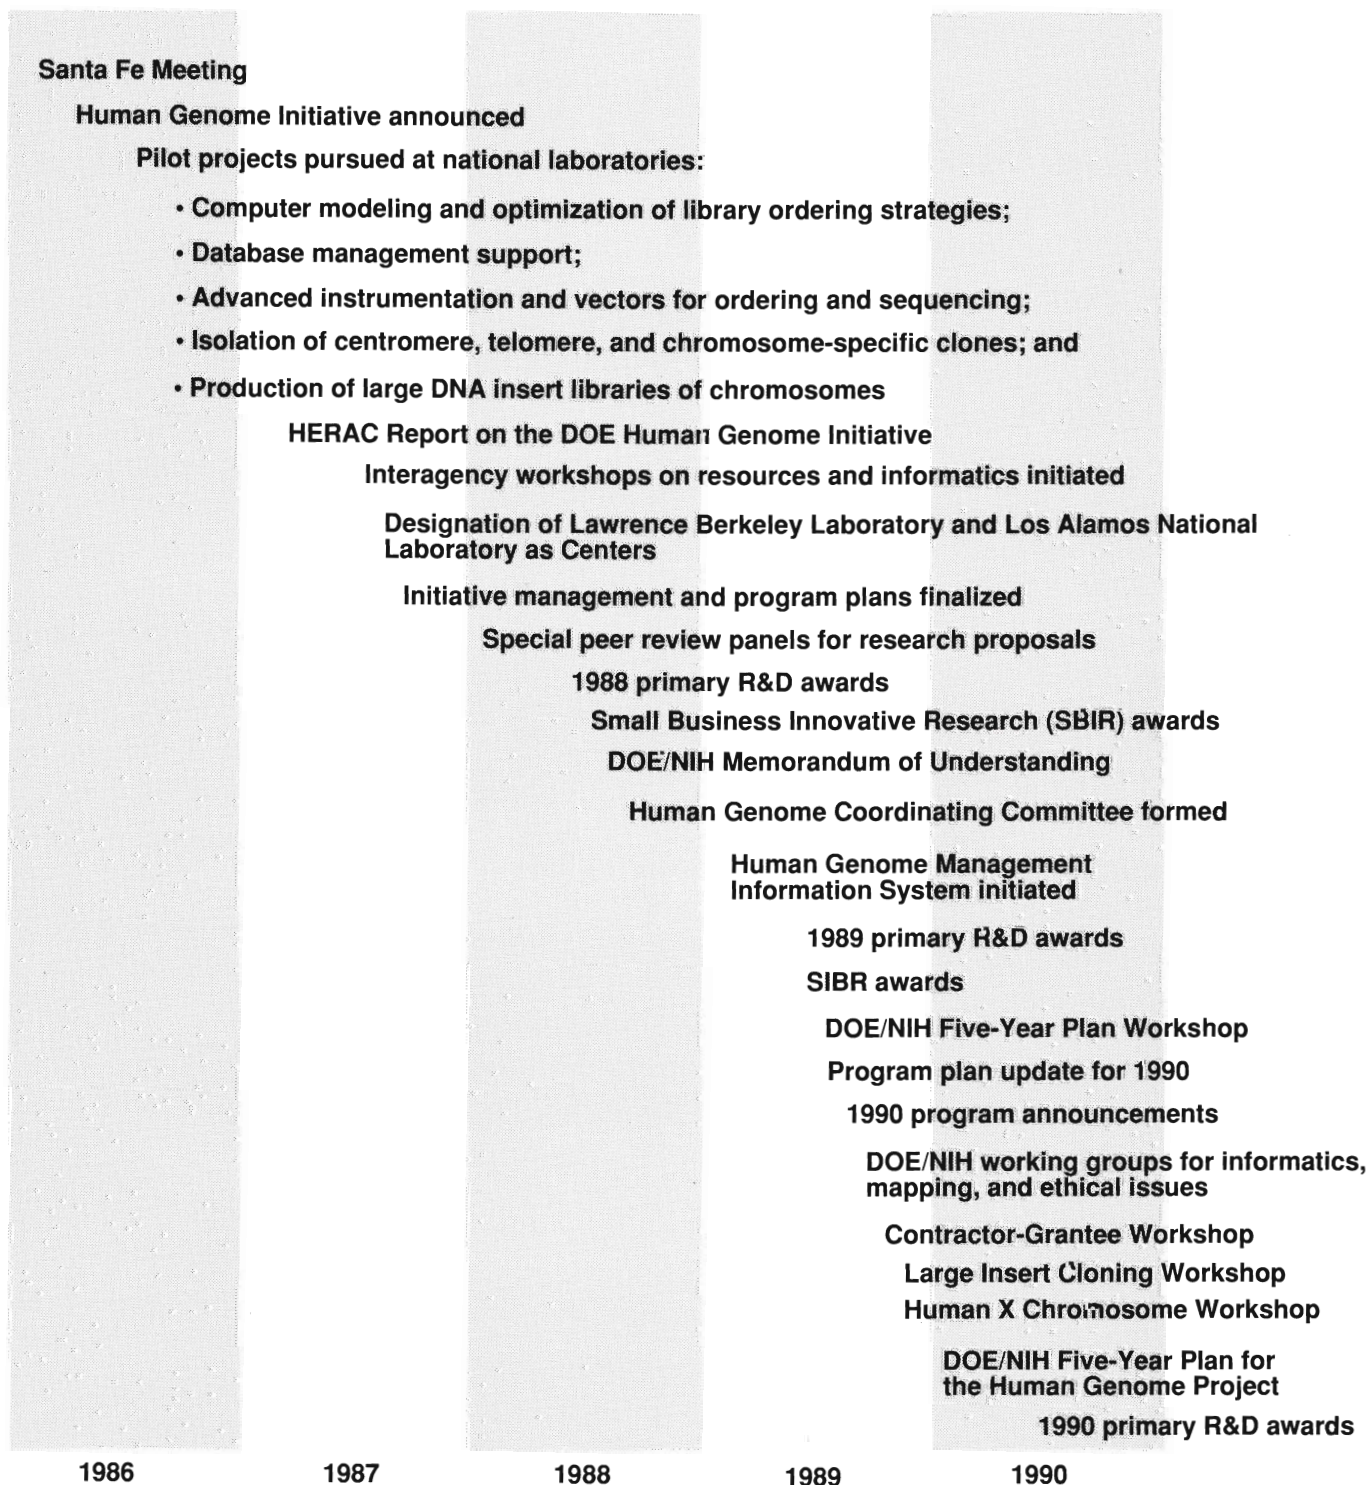 Santa Fe Meeting
Human Genome Initiative announced
Pilot projects pursued at national laboratories:
• Computer modeling and optimization of library ordering strategies;
• Database management support;
• Advanced instrumentation and vectors for ordering and sequencing;
• Isolation of centromere, telomere, and chromosome-specific clones; and
• Production of large DNA insert libraries of chromosomes
HERAC Report on the DOE Human Genome Initiative
Interagency workshops on resources and informatics initiated
Designation of Lawrence Berkeley Laboratory and Los Alamos National
Laboratory as Centers
Initiative management and program plans finalized
Special peer review panels for research proposals
1988 primary R&D awards
Small Business Innovative Research (SBIR) awards
DOE/NIH Memorandum of Understanding
Human Genome Coordinating Committee formed
Human Genome Management
Information System initiated
1989 primary R&D awards
SIBR awards
DOE/NIH Five-Year Plan Workshop
Program plan update for 1990
1990 program announcements
DOE/NIH working groups for informatics,
mapping, and ethical issues
Contractor-Grantee Workshop
Large Insert Cloning Workshop
Human X Chromosome Workshop
DOE/NIH Five-Year Plan for
the Human Genome Project
1990 primary R&D awards
1986 1987 1988 1989 1990